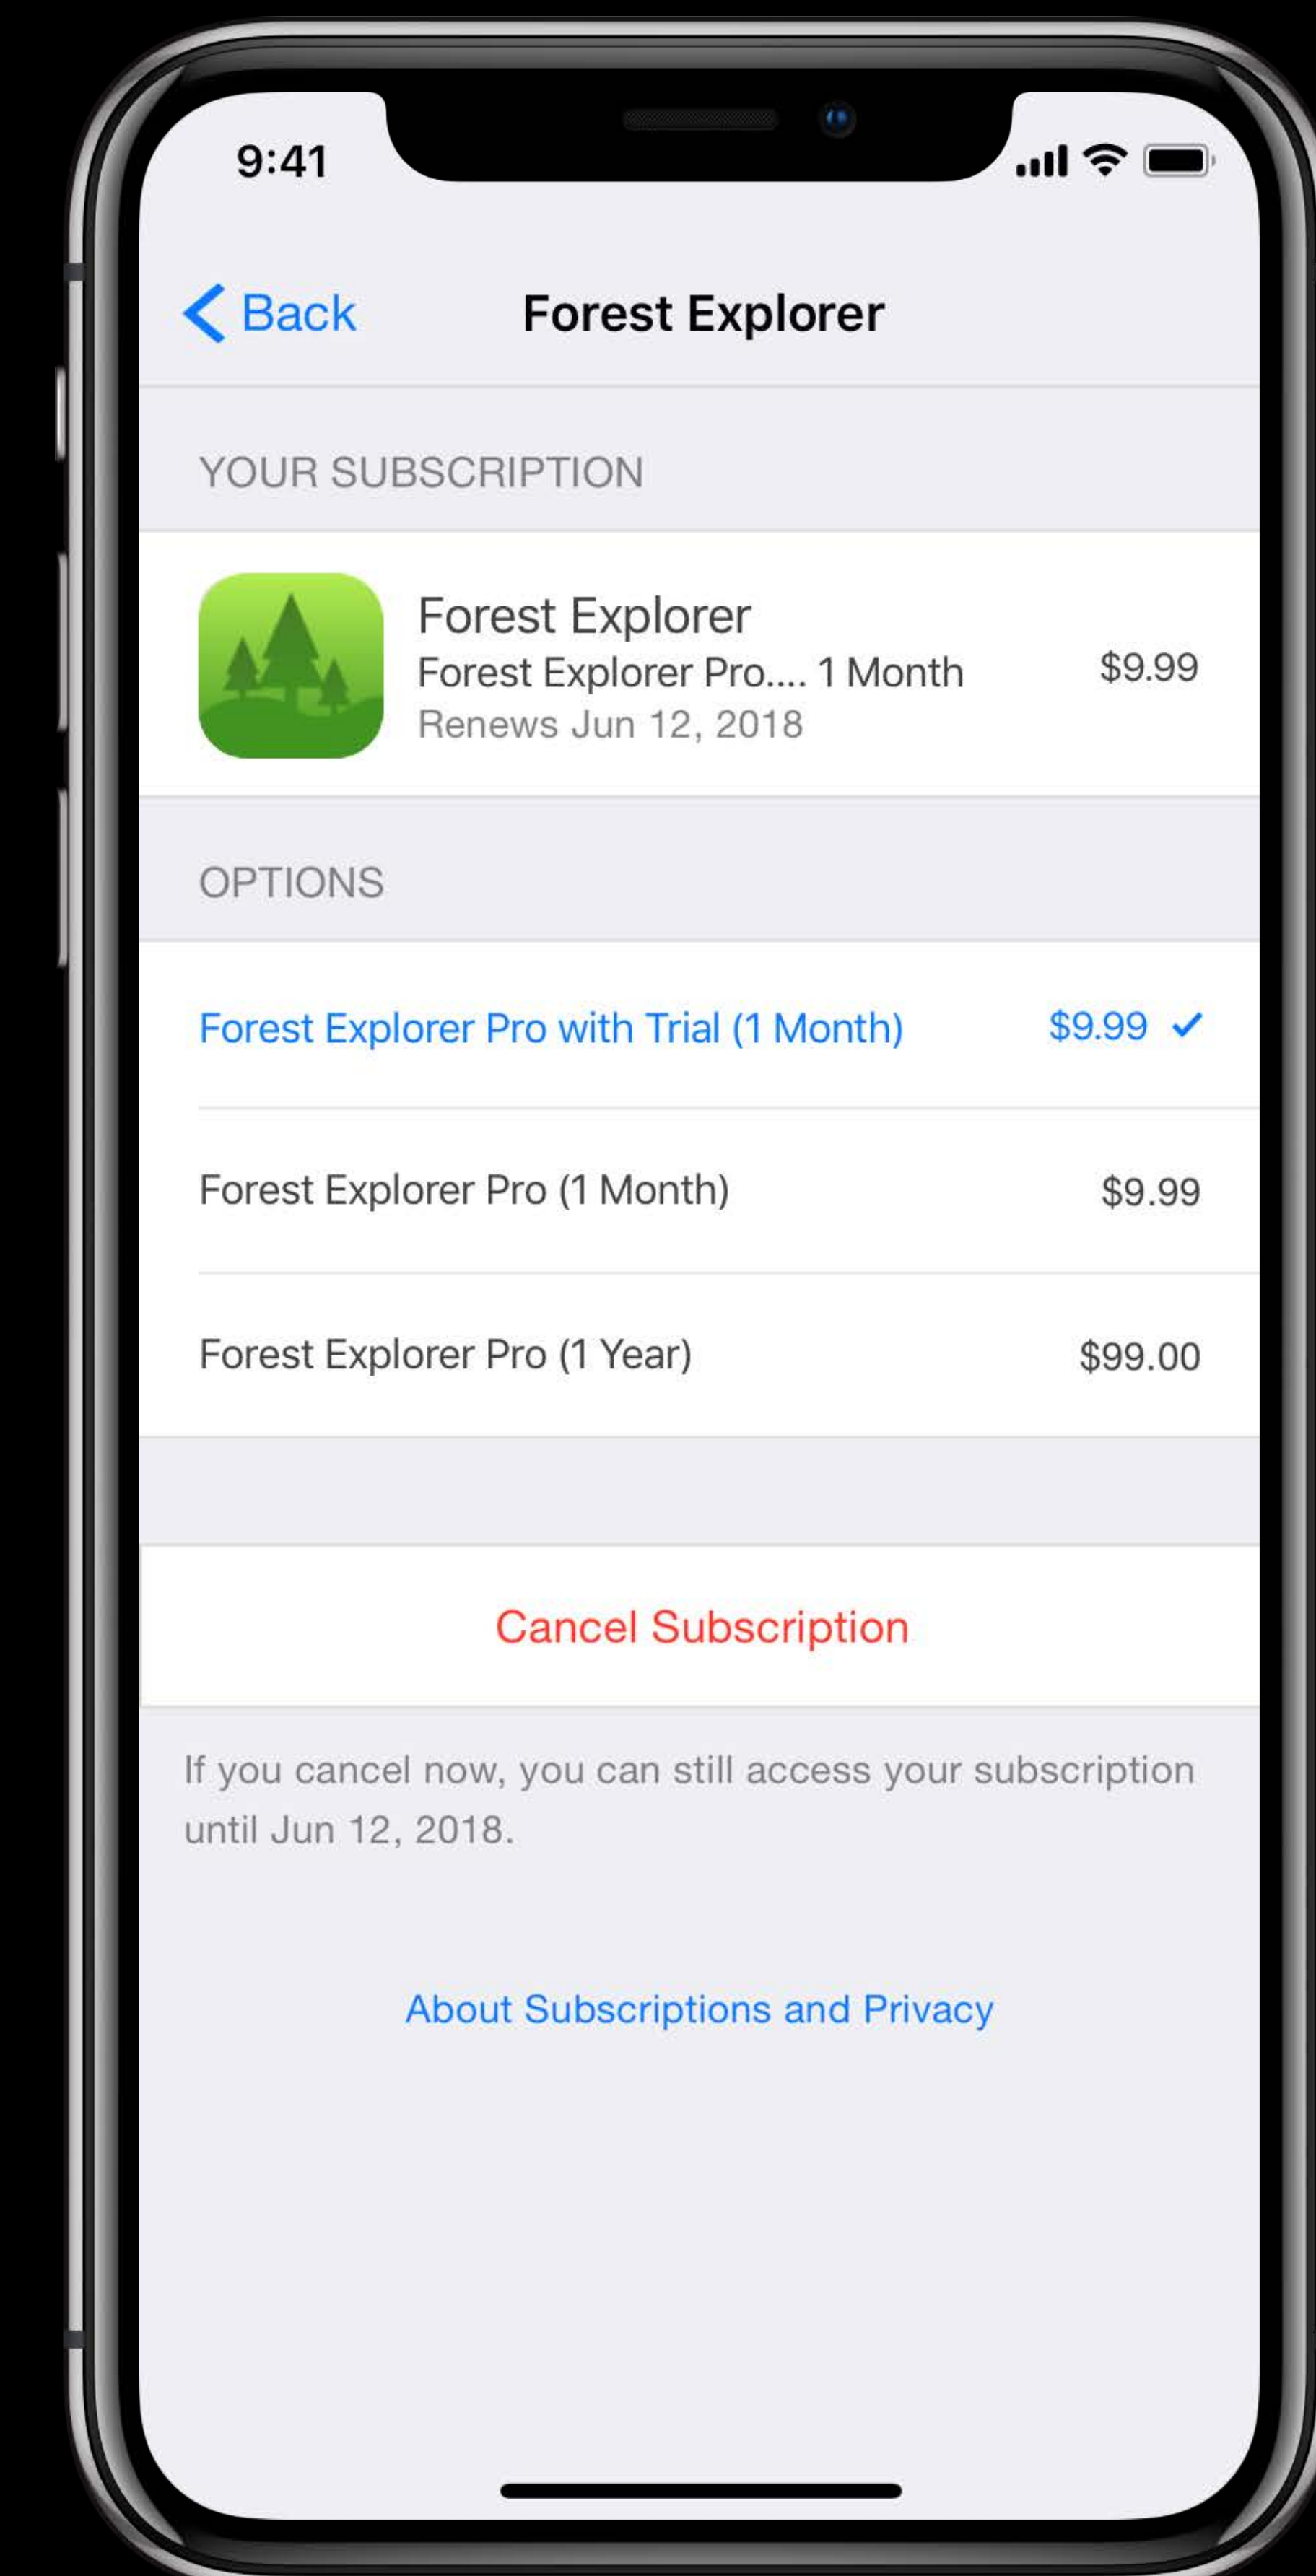 9:41
Back
Forest Explorer
YOUR SUBSCRIPTION
Forest Explorer
Forest Explorer Pro.... 1 Month
$9.99
Renews Jun 12, 2018
OPTIONS
Forest Explorer Pro with Trial (1 Month) $9.99
Forest Explorer Pro (1 Month) $9.99
Forest Explorer Pro (1 Year) $99.00
Cancel Subscription
If you cancel now, you can still access your subscription
until Jun 12, 2018.
About Subscriptions and Privacy